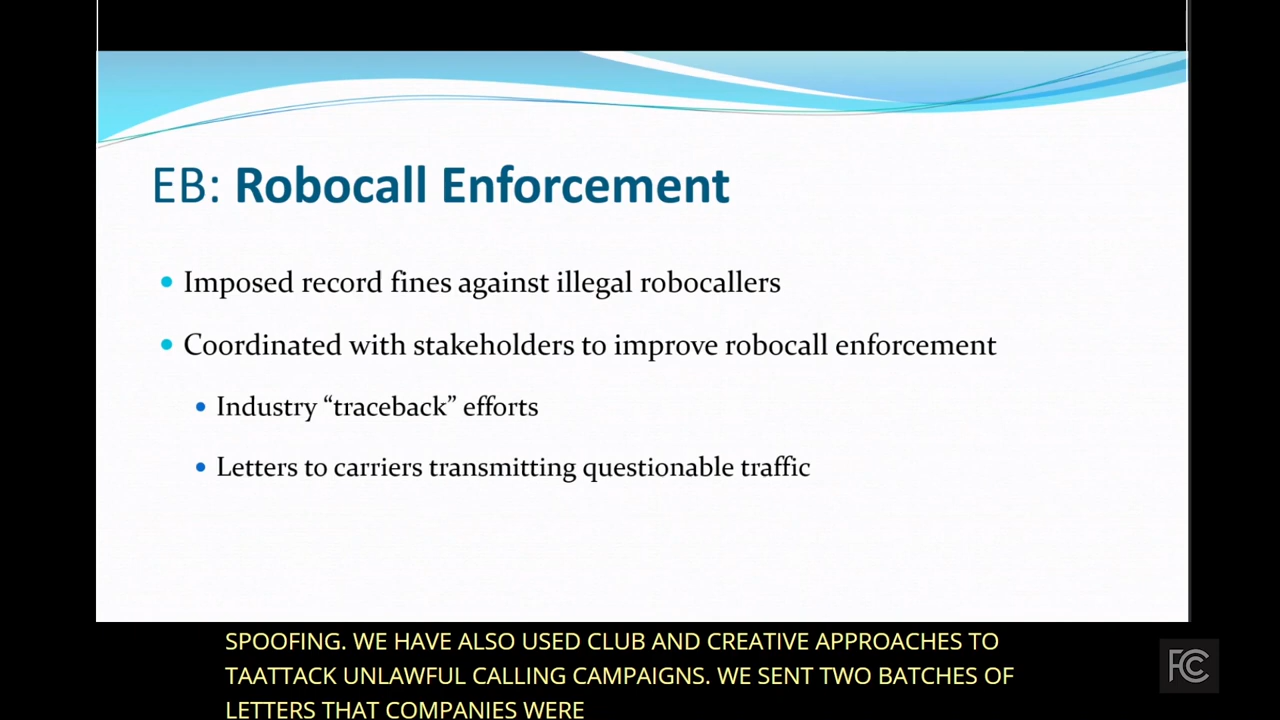 EB: Robocall Enforcement
• Imposed record fines against illegal robocallers
• Coordinated with stakeholders to improve robocall enforcement
• Industry “traceback” efforts
• Letters to carriers transmitting questionable traffic
SPOOFING. WE HAVE ALSO USED CLUB AND CREATIVE APPROACHES TO
TAATTACK UNLAWFUL CALLING CAMPAIGNS. WE SENT TWO BATCHES OF
LETTERS THAT COMPANIES WERE
FCC